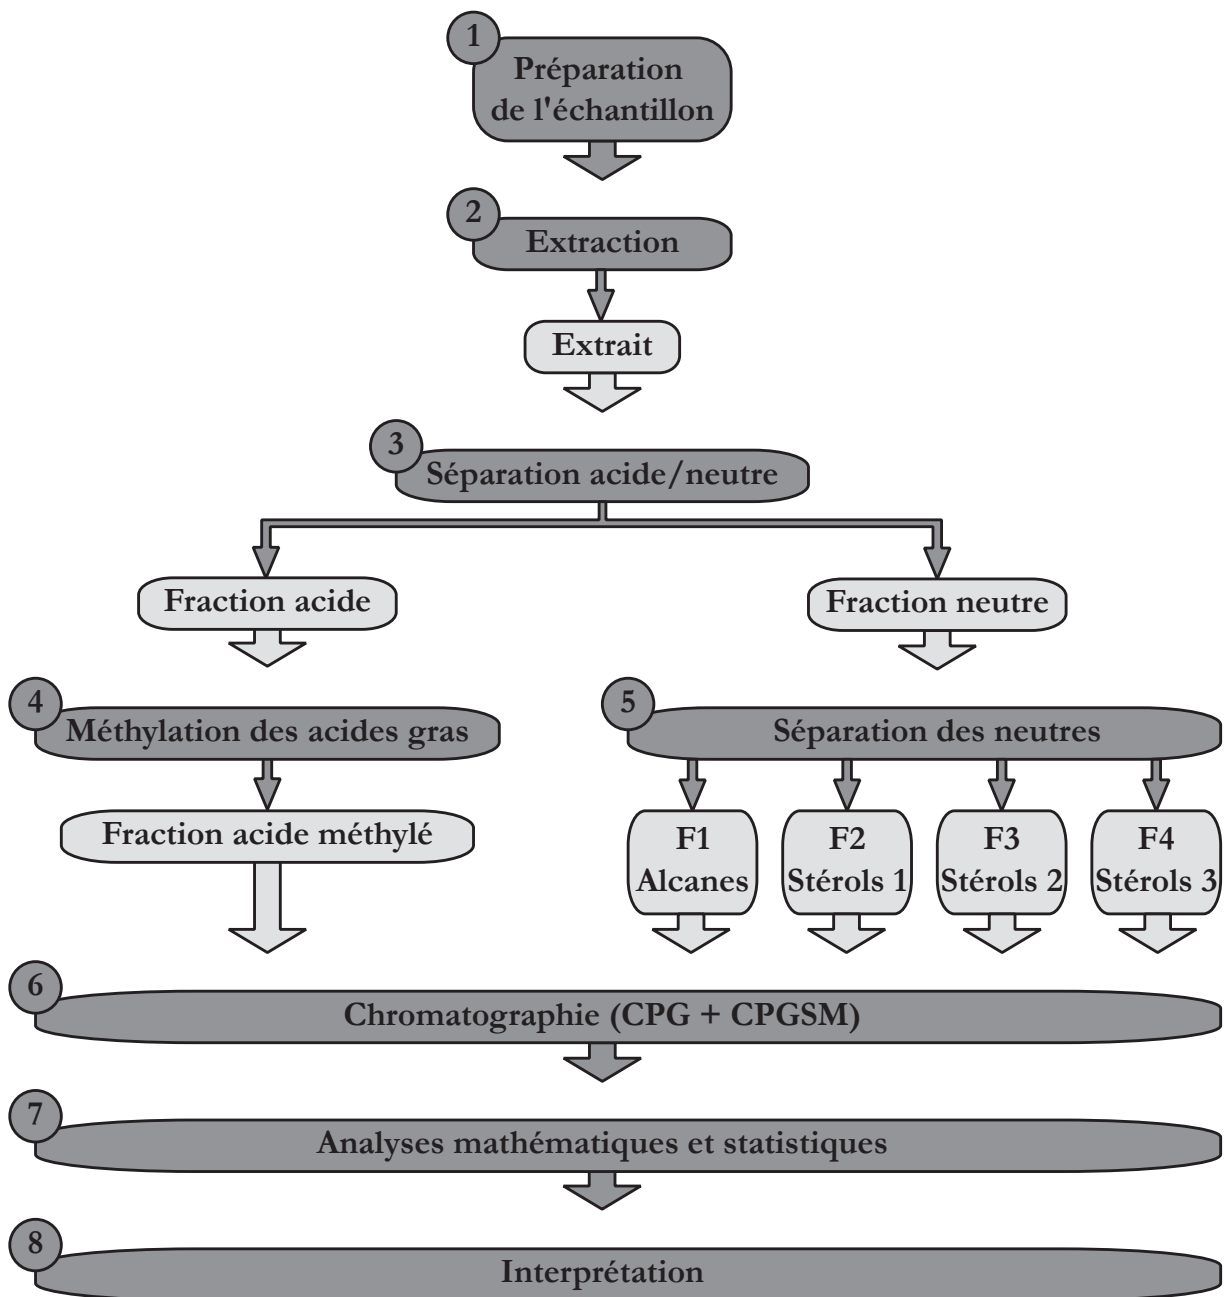 1
Préparation
de l'échantillon
2
Extraction
Extrait
3
Séparation acide/neutre
Fraction acide
Fraction neutre
4
Méthylation des acides gras
5
Séparation des neutres
Fraction acide méthylé
F1
Alcanes
F2
Stérols 1
F3
Stérols 2
F4
Stérols 3
6
Chromatographie (CPG + CPGSM)
7
Analyses mathématiques et statistiques
8
Interprétation